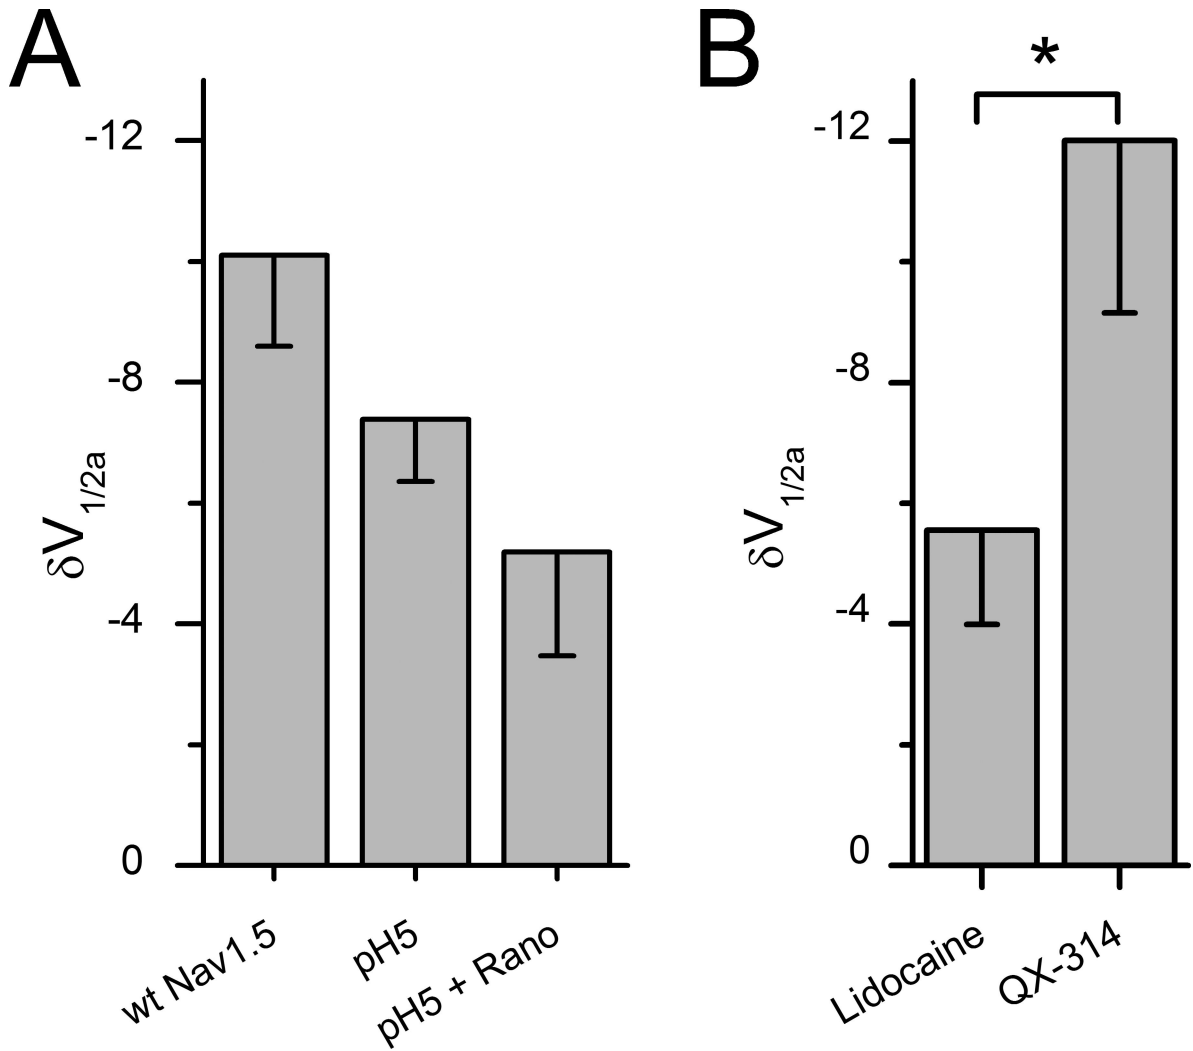 A
-12
-8
-4
0
δV1/2a
wt Nav1.5
pH5
pH5 + Rano
B
*
-12
-8
-4
0
δV1/2a
Lidocaine
QX-314